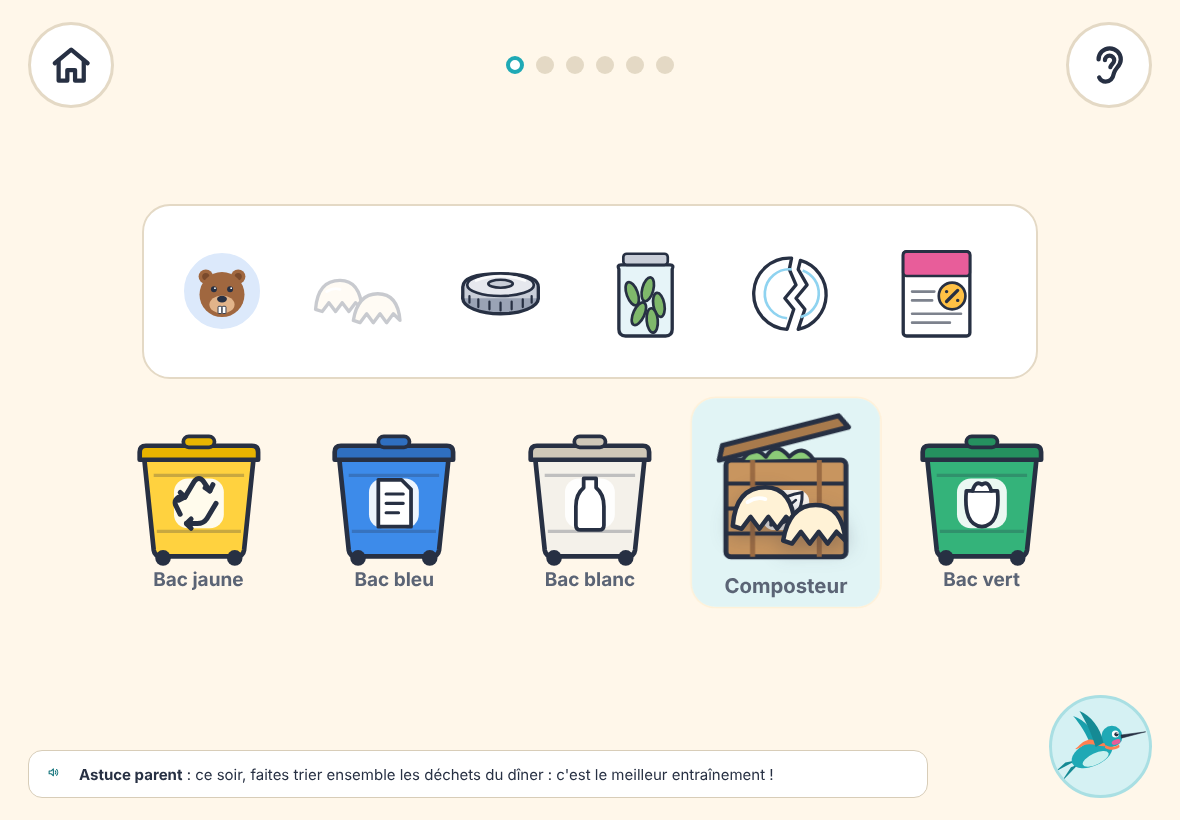 Bac jaune
Bac bleu
Bac blanc
Composteur
Bac vert
Astuce parent : ce soir, faites trier ensemble les déchets du dîner : c'est le meilleur entraînement !